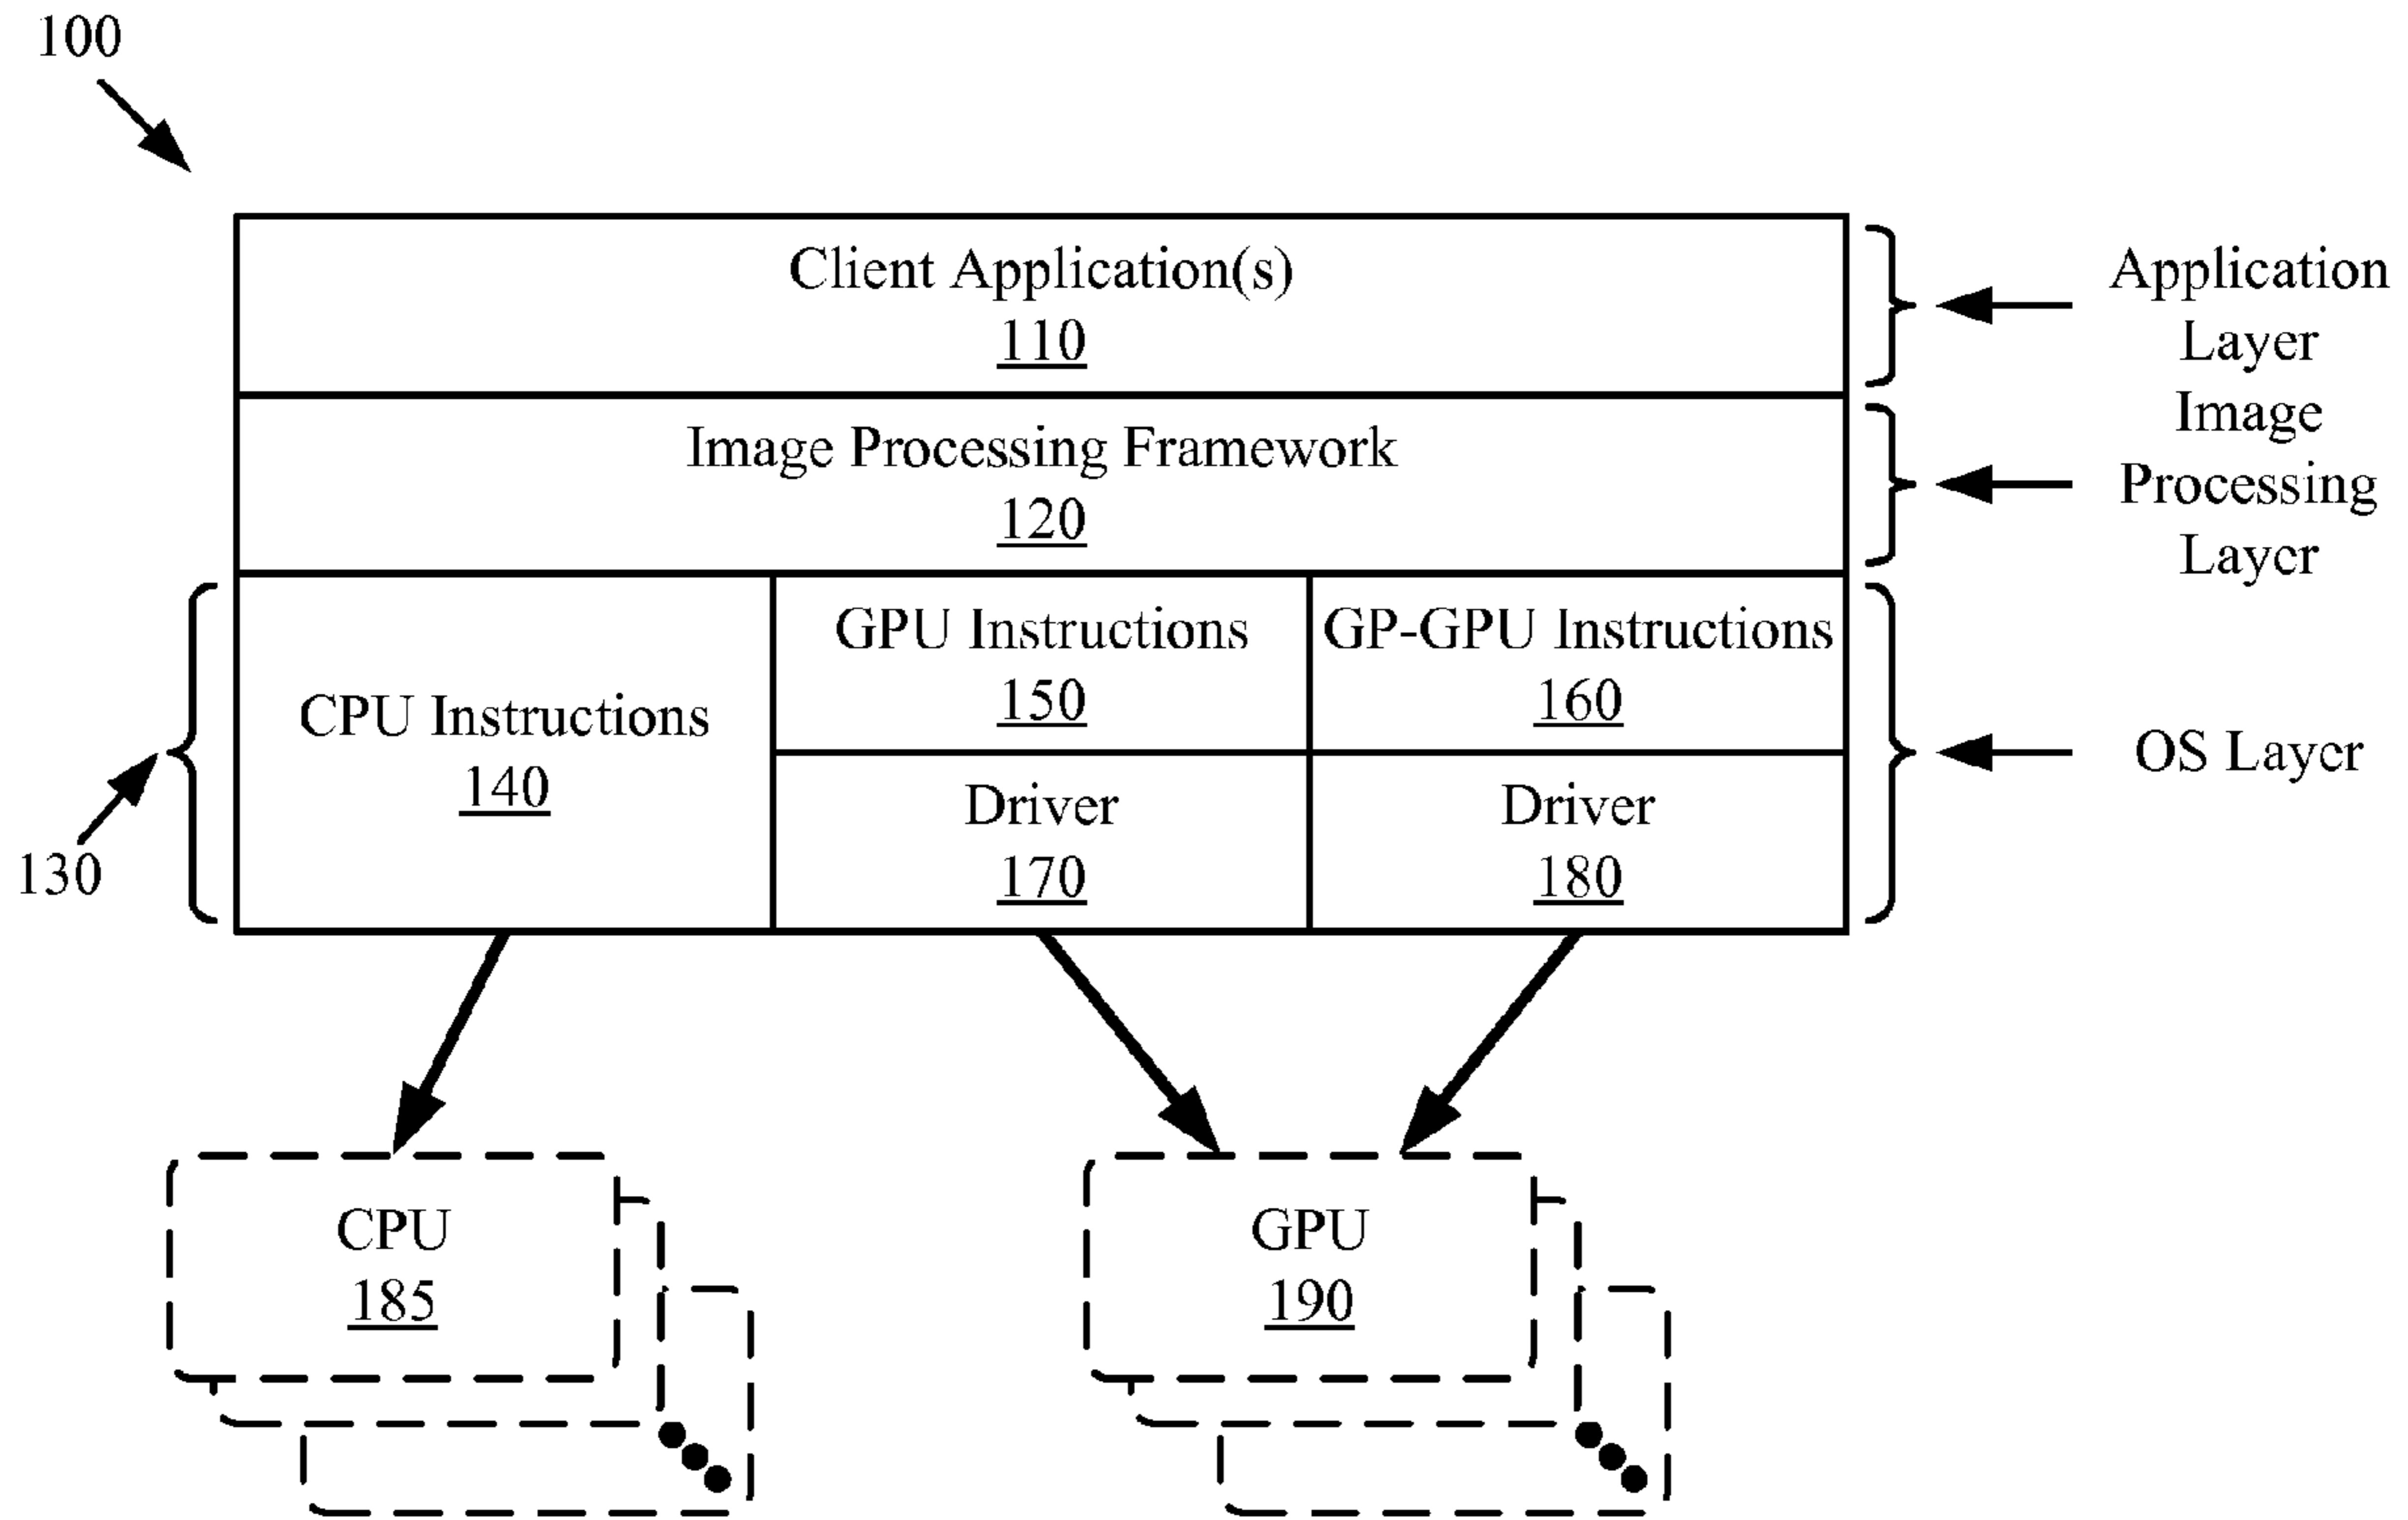 100
Client Application(s)
110
Application
Layer
Image Processing Framework
120
Image
Processing
Layer
CPU Instructions
140
GPU Instructions
150
GP-GPU Instructions
160
Driver
170
Driver
180
OS Layer
130
CPU
185
GPU
190